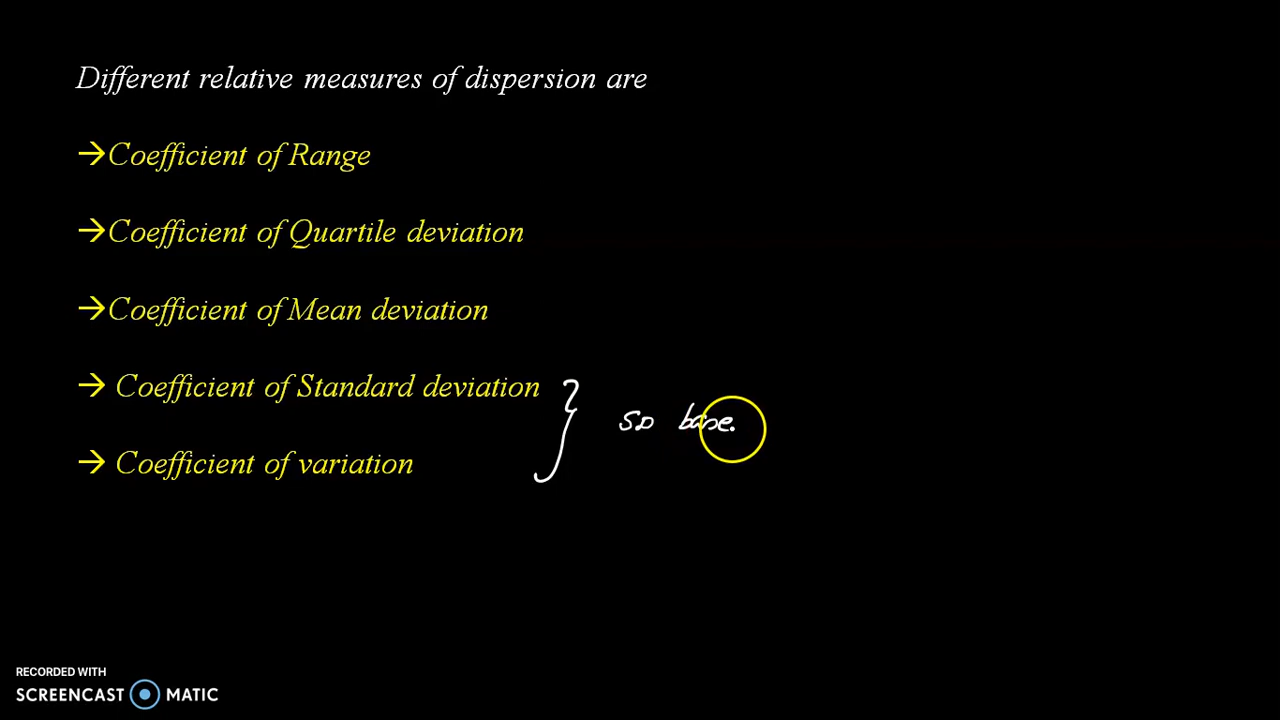 Different relative measures of dispersion are
→Coefficient of Range
→Coefficient of Quartile deviation
→Coefficient of Mean deviation
→ Coefficient of Standard deviation
SD base.
→ Coefficient of variation
RECORDED WITH
SCREENCAST MATIC